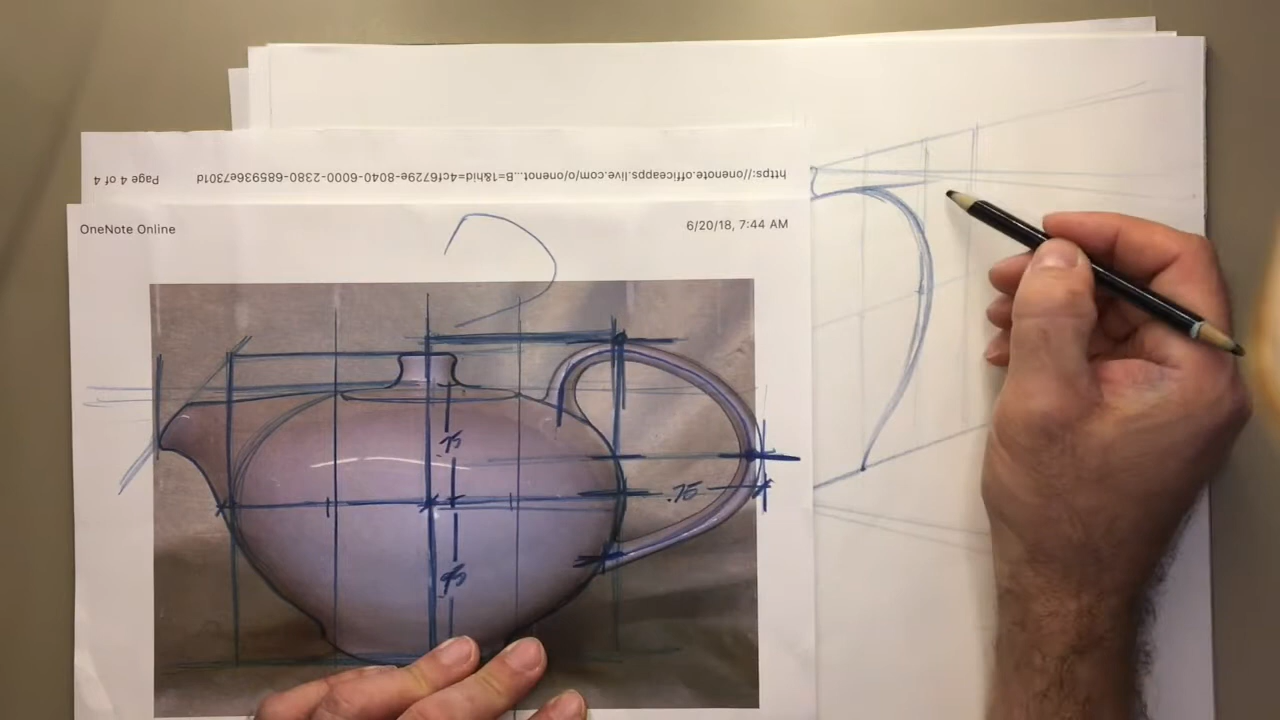 https://onenote.officeapps.live.com/o/onenot...B=1&hid=4cf6729e-8040-6000-2380-685936e7301d
Page 4 of 4
OneNote Online
6/20/18, 7:44 AM
.75
.75